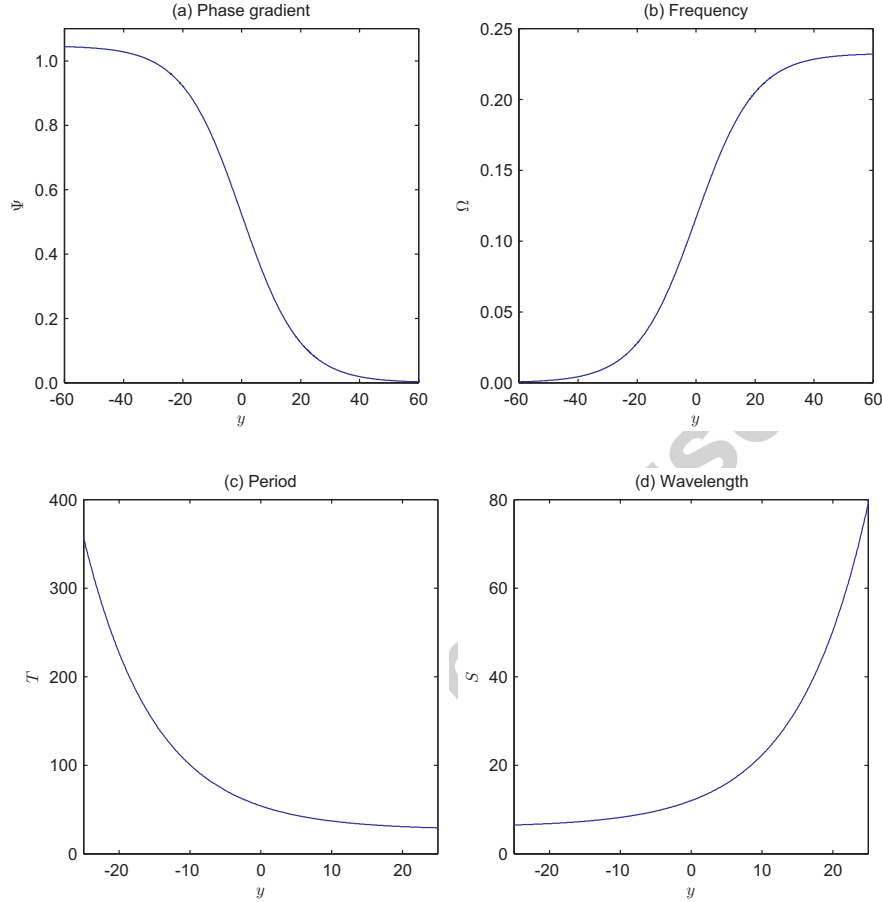 (a) Phase gradient
1.0
0.8
0.6
0.4
0.2
0.0
Ψ
-60 -40 -20 0 20 40 60
y
(b) Frequency
0.25
0.20
0.15
0.10
0.05
0.00
Ω
-60 -40 -20 0 20 40 60
y
(c) Period
400
300
200
100
0
T
-20 -10 0 10 20
y
(d) Wavelength
80
60
40
20
0
S
-20 -10 0 10 20
y